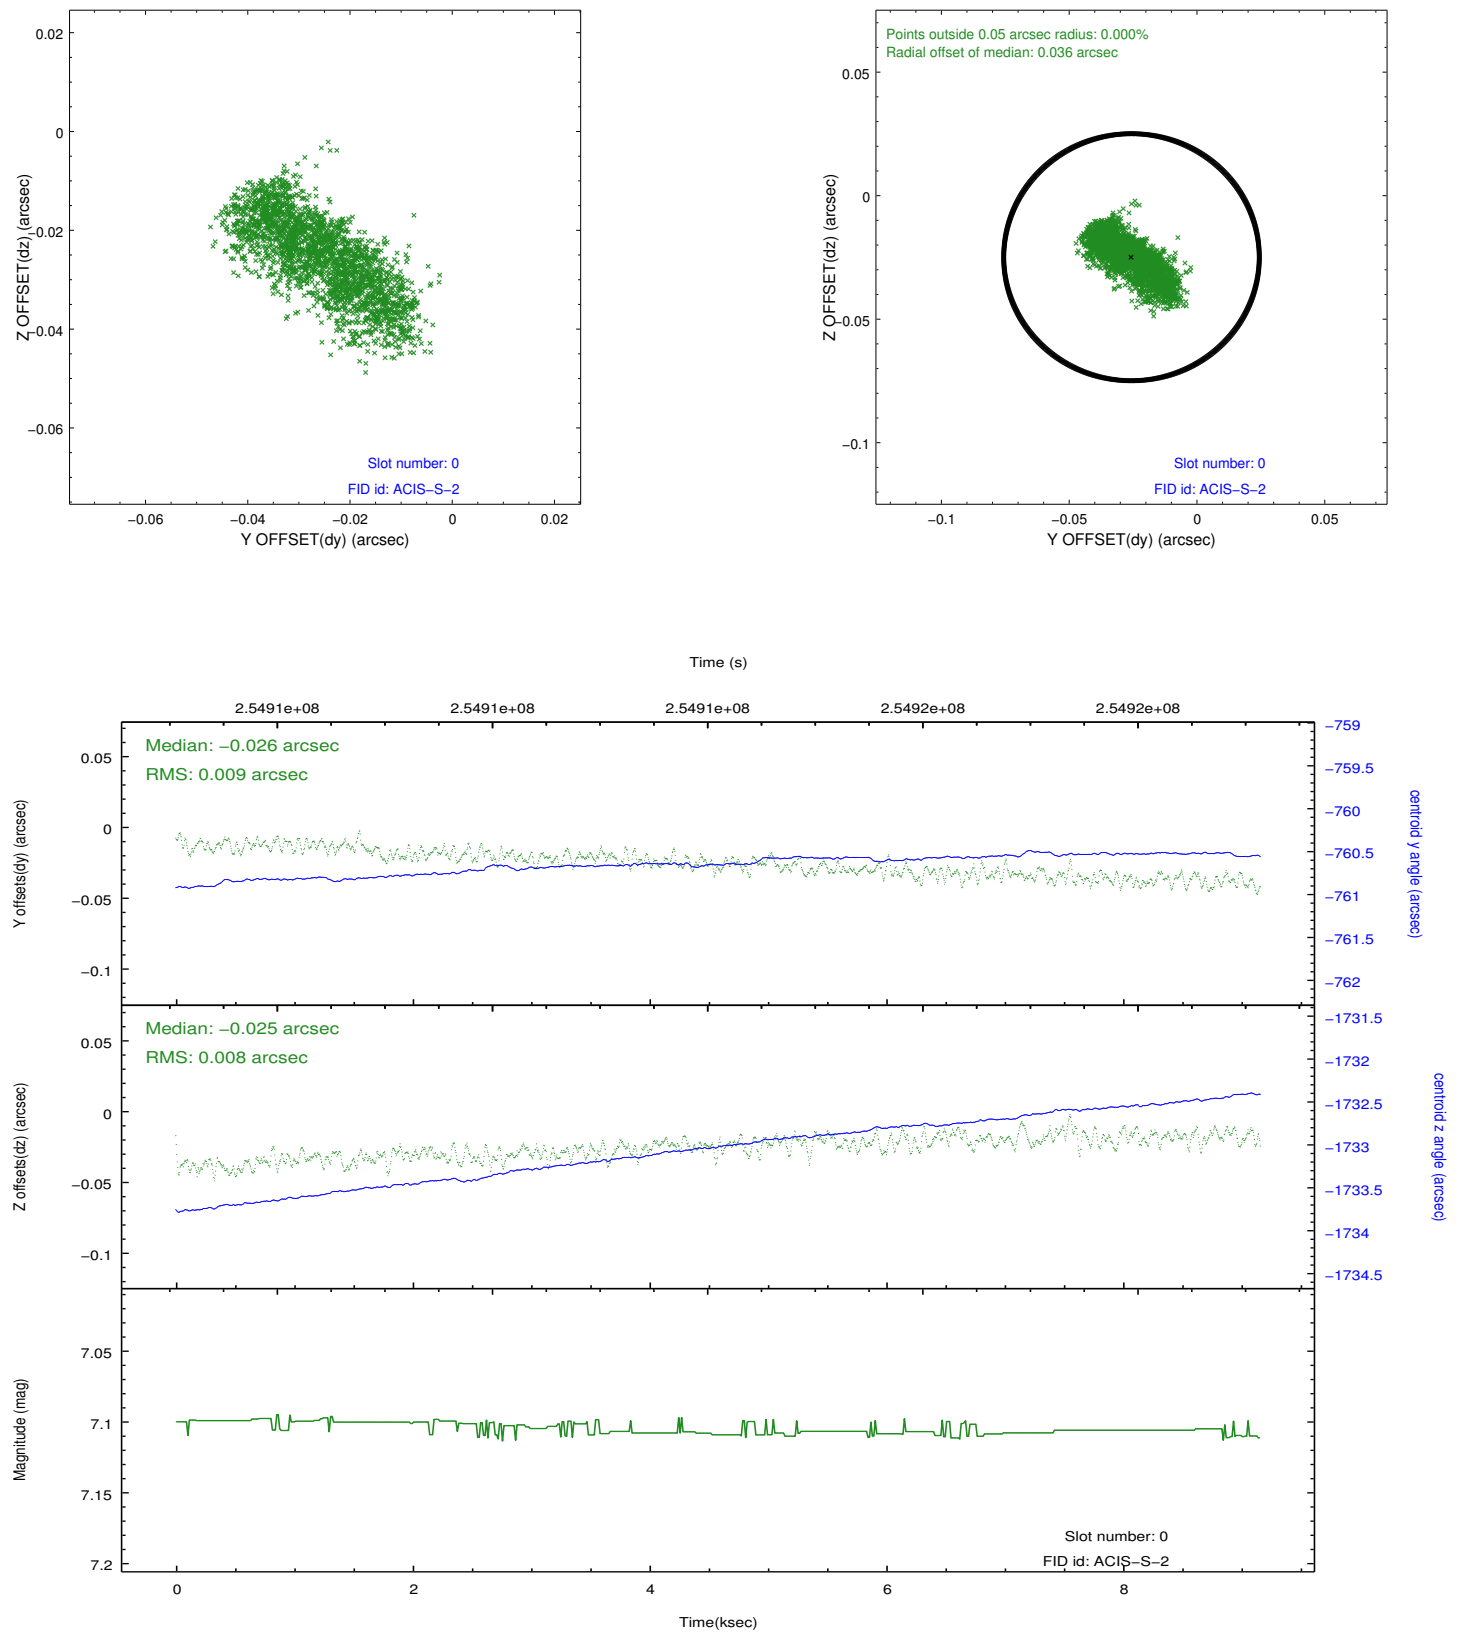 0.02
0
−0.02
−0.04
−0.06
Z OFFSET(dz) (arcsec)
Slot number: 0
FID id: ACIS−S−2
−0.06 −0.04 −0.02 0 0.02
Y OFFSET(dy) (arcsec)
Points outside 0.05 arcsec radius: 0.000%
Radial offset of median: 0.036 arcsec
0.05
0
−0.05
−0.1
Z OFFSET(dz) (arcsec)
Slot number: 0
FID id: ACIS−S−2
−0.1 −0.05 0 0.05
Y OFFSET(dy) (arcsec)
Time (s)
2.5491e+08 2.5491e+08 2.5491e+08 2.5492e+08 2.5492e+08
Median: −0.026 arcsec
RMS: 0.009 arcsec
0.05
0
−0.05
−0.1
Y offsets(dy) (arcsec)
−759
−759.5
−760
−760.5
−761
−761.5
−762
centroid y angle (arcsec)
Median: −0.025 arcsec
RMS: 0.008 arcsec
0.05
0
−0.05
−0.1
Z offsets(dz) (arcsec)
−1731.5
−1732
−1732.5
−1733
−1733.5
−1734
−1734.5
centroid z angle (arcsec)
7.05
7.1
7.15
7.2
Magnitude (mag)
Slot number: 0
FID id: ACIS−S−2
0 2 4 6 8
Time(ksec)